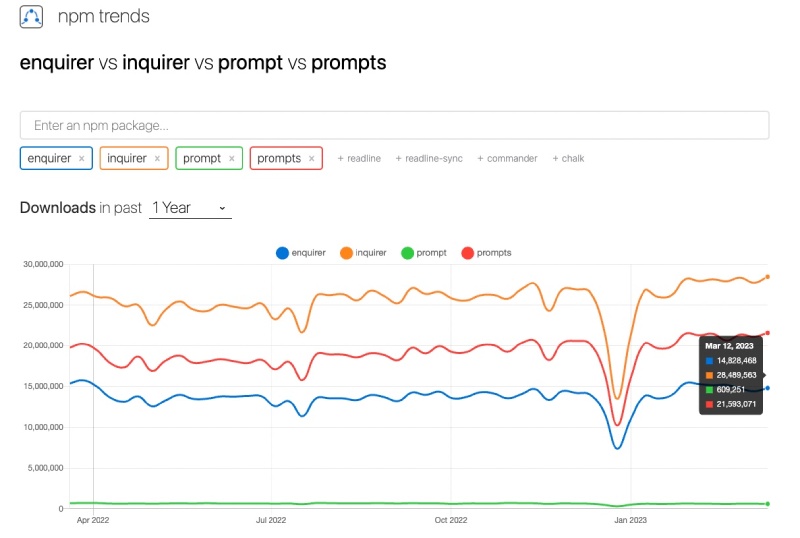 npm trends
enquirer vs inquirer vs prompt vs prompts
Enter an npm package...
enquirer × inquirer × prompt × prompts × + readline + readline-sync + commander + chalk
Downloads in past 1 Year
enquirer inquirer prompt prompts
30,000,000
25,000,000
20,000,000
15,000,000
10,000,000
5,000,000
0
Mar 12, 2023
14,828,468
28,489,563
609,251
21,593,071
Apr 2022 Jul 2022 Oct 2022 Jan 2023